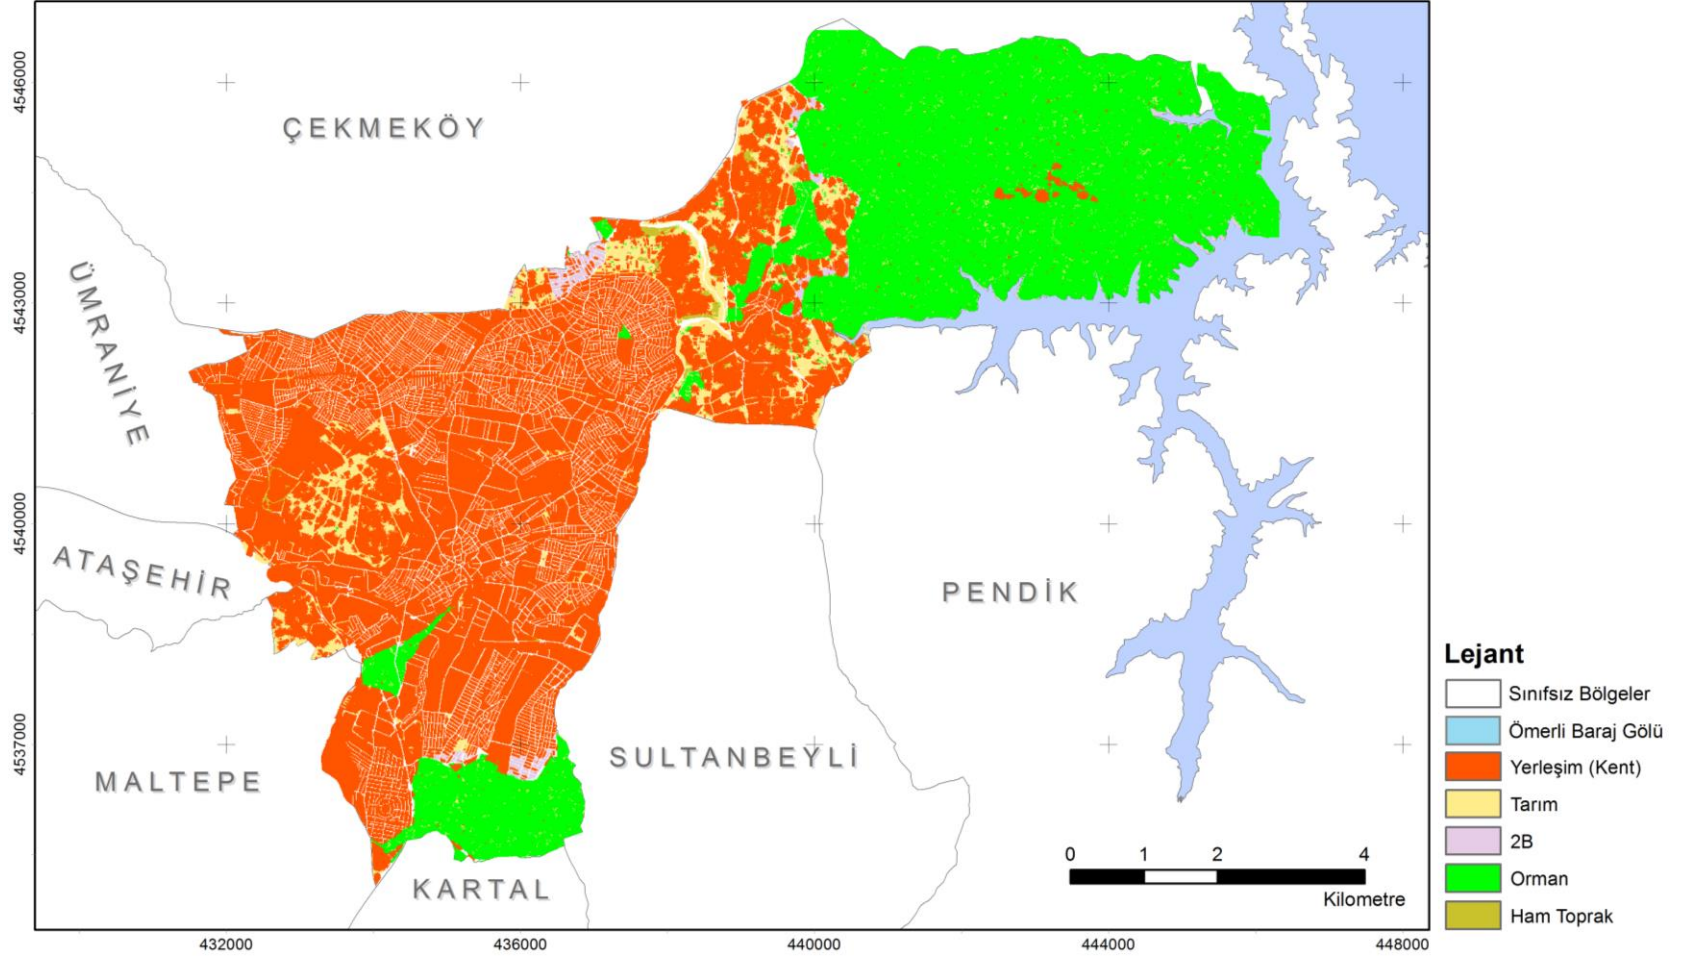 4546000
4543000
4540000
4537000
ÇEKMEKÖY
ÜMRANİYE
ATAŞEHİR
PENDİK
SULTANBEYLİ
MALTEPE
KARTAL
0 1 2 4
Kilometre
432000 436000 440000 444000 448000
Lejant
Sınıfsız Bölgeler
Ömerli Baraj Gölü
Yerleşim (Kent)
Tarım
2B
Orman
Ham Toprak